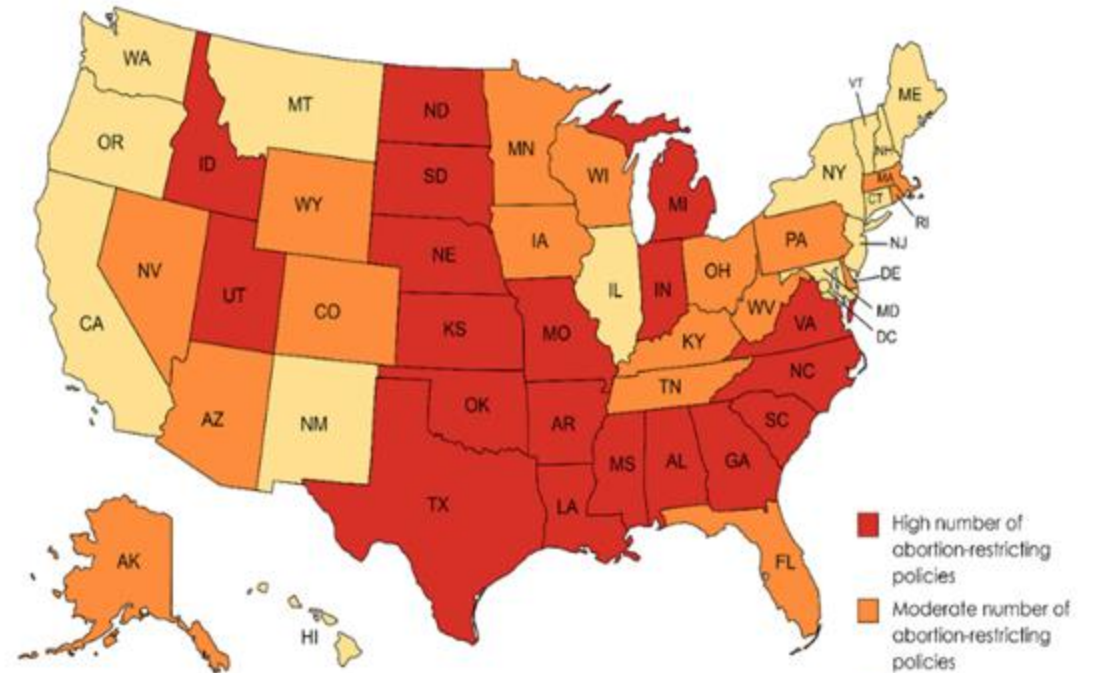 WA
MT
ND
VT
ME
OR
ID
MN
NH
SD
WI
NY
MA
WY
MI
CT
RI
IA
PA
NJ
NE
NV
OH
DE
UT
IL
IN
CO
WV
MD
CA
KS
MO
VA
DC
KY
NC
TN
OK
AZ
NM
AR
SC
MS
AL
GA
TX
LA
High number of
abortion-restricting
policies
AK
FL
Moderate number of
abortion-restricting
policies
HI